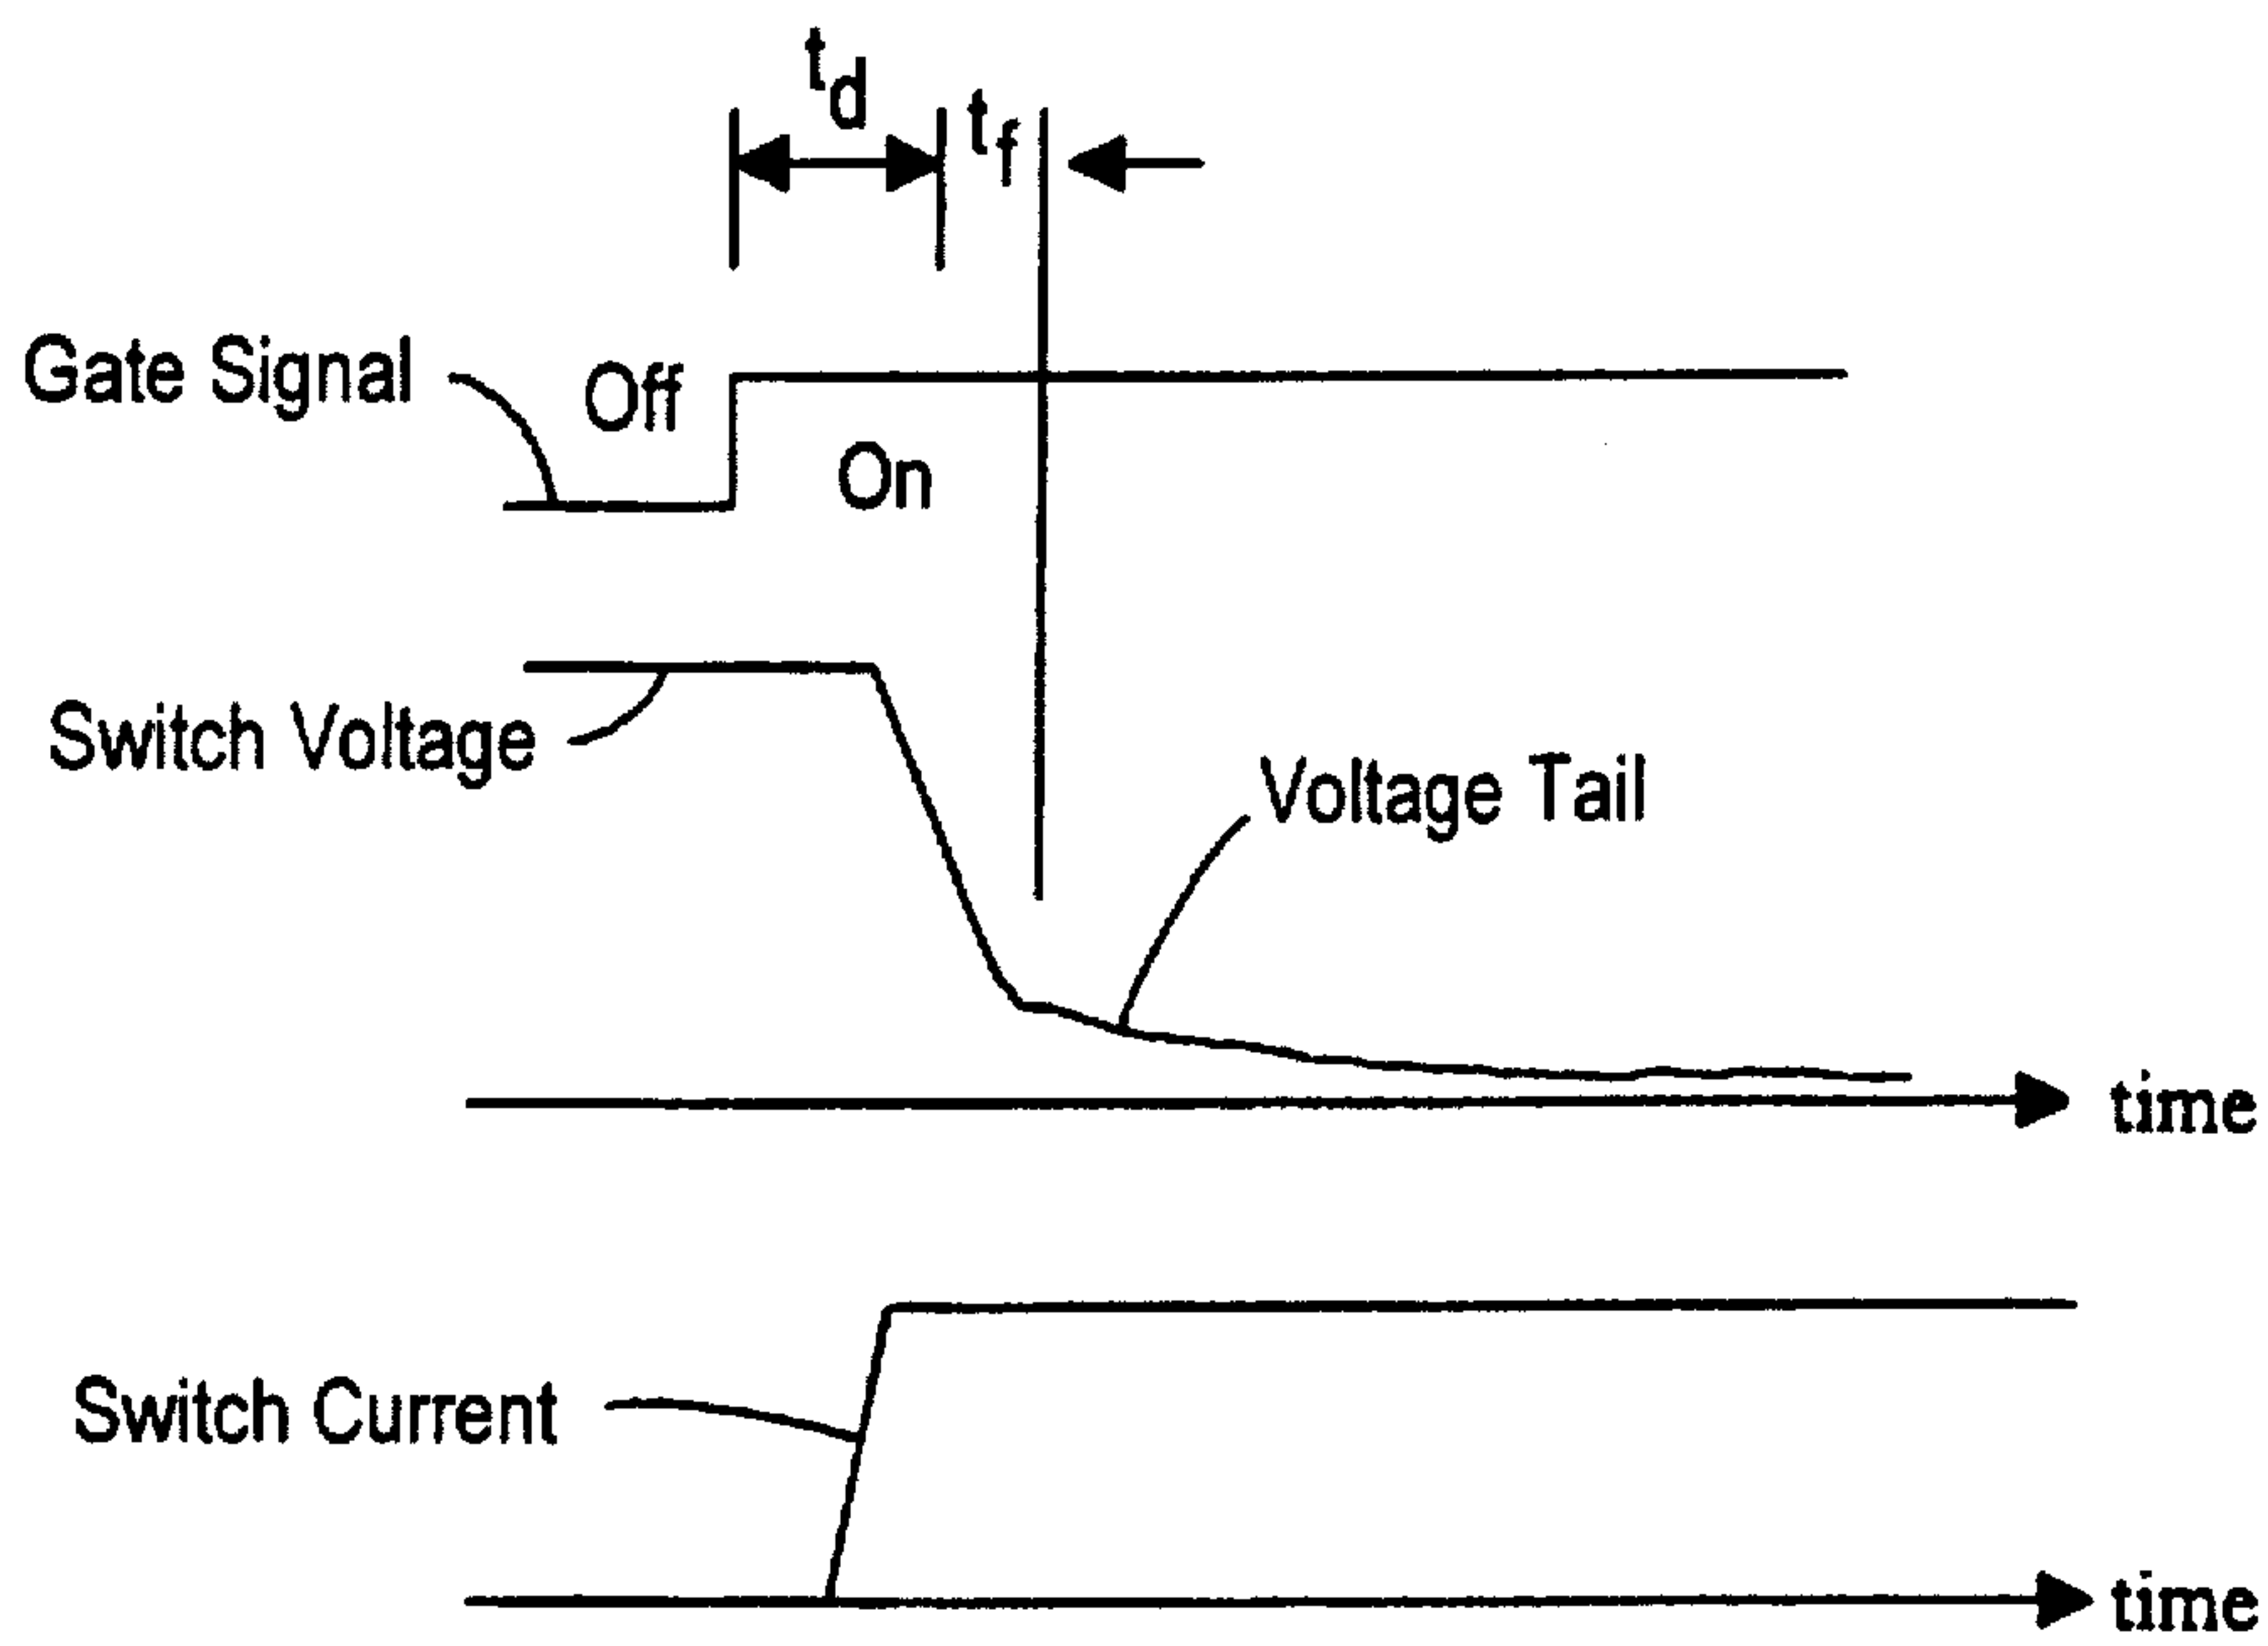 td
tf
Gate Signal
Off
On
Switch Voltage
Voltage Tail
time
Switch Current
time